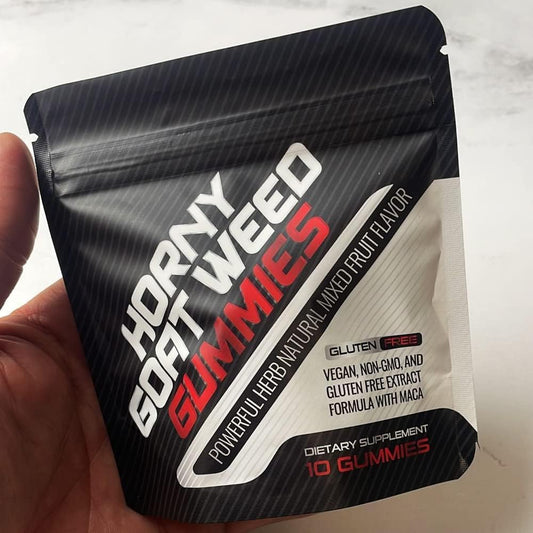 HORNY
GOAT WEED
GUMMIES
POWERFUL HERB NATURAL MIXED FRUIT FLAVOR
GLUTEN FREE
VEGAN, NON-GMO, AND
GLUTEN FREE EXTRACT
FORMULA WITH MACA
DIETARY SUPPLEMENT
10 GUMMIES